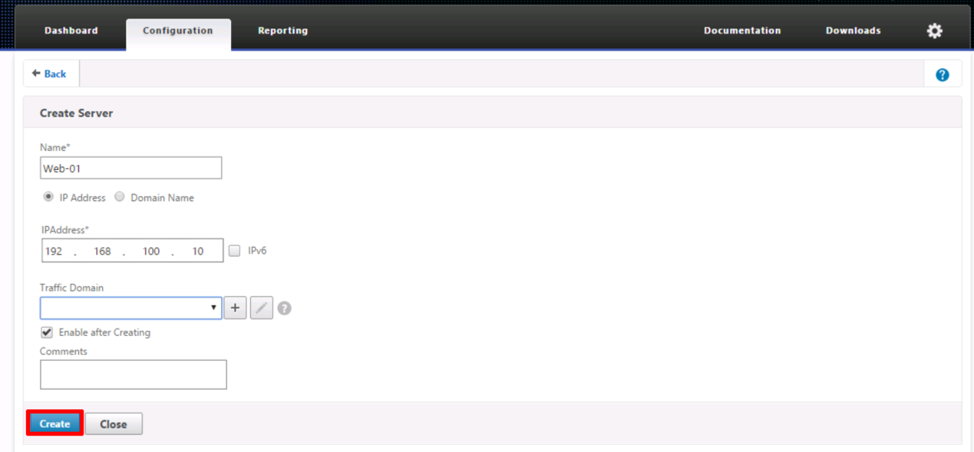 Dashboard Configuration Reporting Documentation Downloads
Back
Create Server
Name*
Web-01
IP Address Domain Name
IPAddress*
192 . 168 . 100 . 10 IPv6
Traffic Domain
+ ?
Enable after Creating
Comments
Create Close